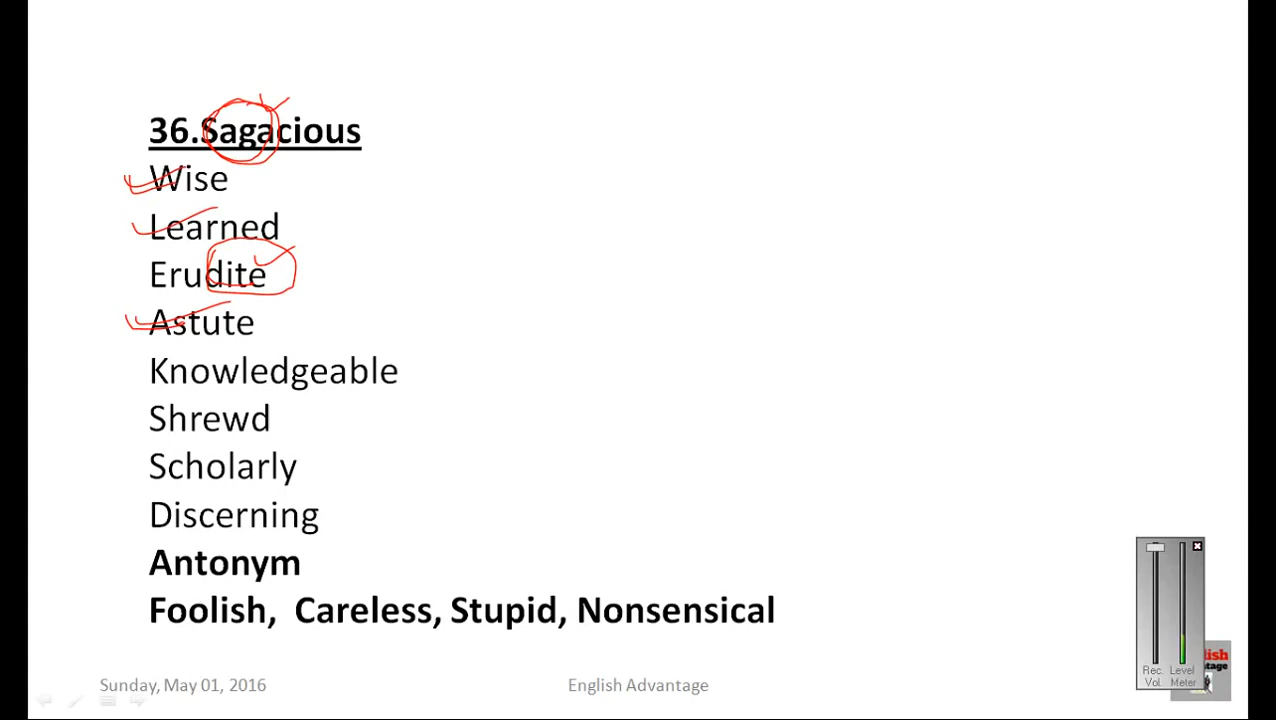 36.Sagacious
Wise
Learned
Erudite
Astute
Knowledgeable
Shrewd
Scholarly
Discerning
Antonym
Foolish,  Careless, Stupid, Nonsensical
Sunday, May 01, 2016
English Advantage
Rec. Level
Vol. Meter